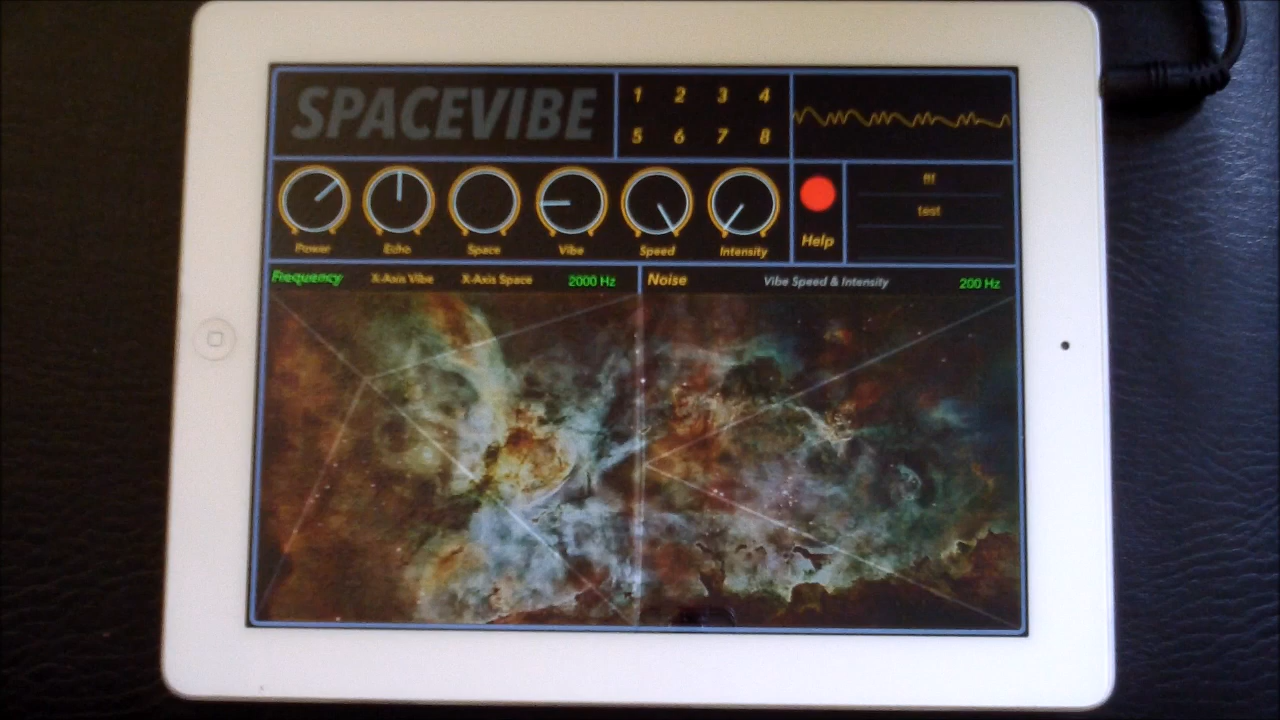 SPACEVIBE
1 2 3 4
5 6 7 8
Power Echo Space Vibe Speed Intensity
Help
test
Frequency X-Axis Vibe X-Axis Space 2000 Hz
Noise Vibe Speed & Intensity 200 Hz